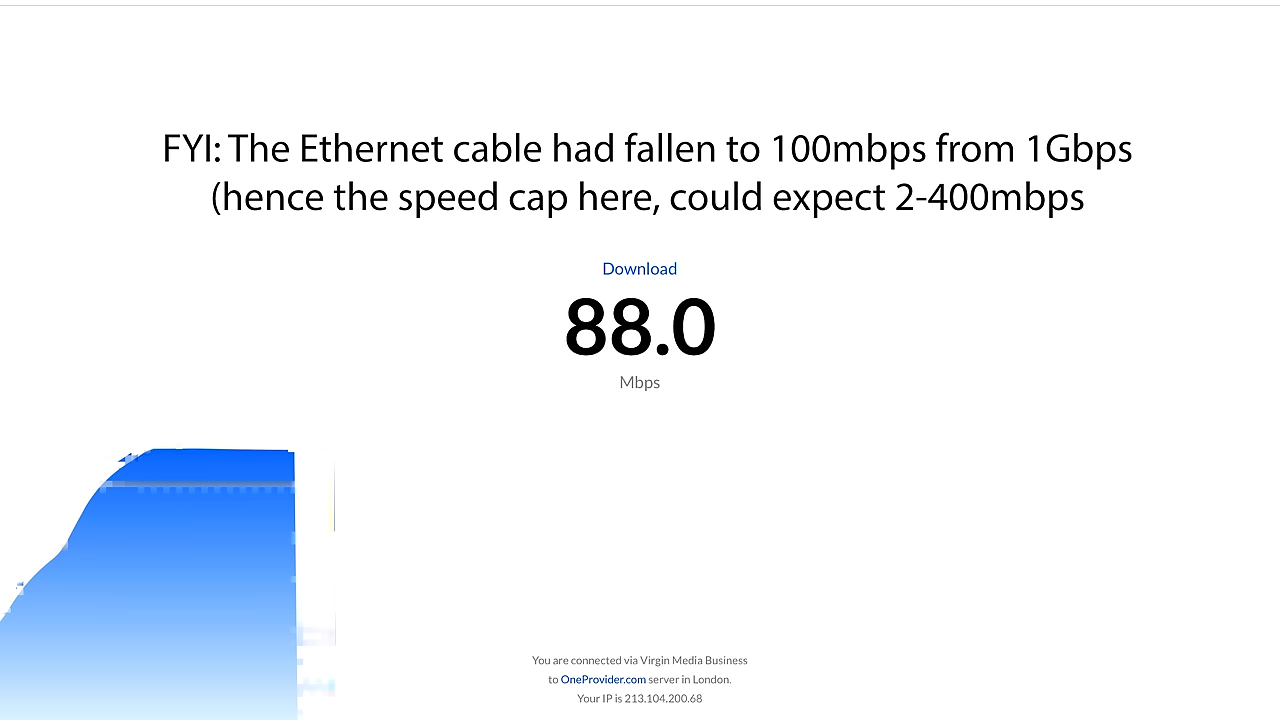 FYI: The Ethernet cable had fallen to 100mbps from 1Gbps
(hence the speed cap here, could expect 2-400mbps
Download
88.0
Mbps
You are connected via Virgin Media Business
to OneProvider.com server in London.
Your IP is 213.104.200.68